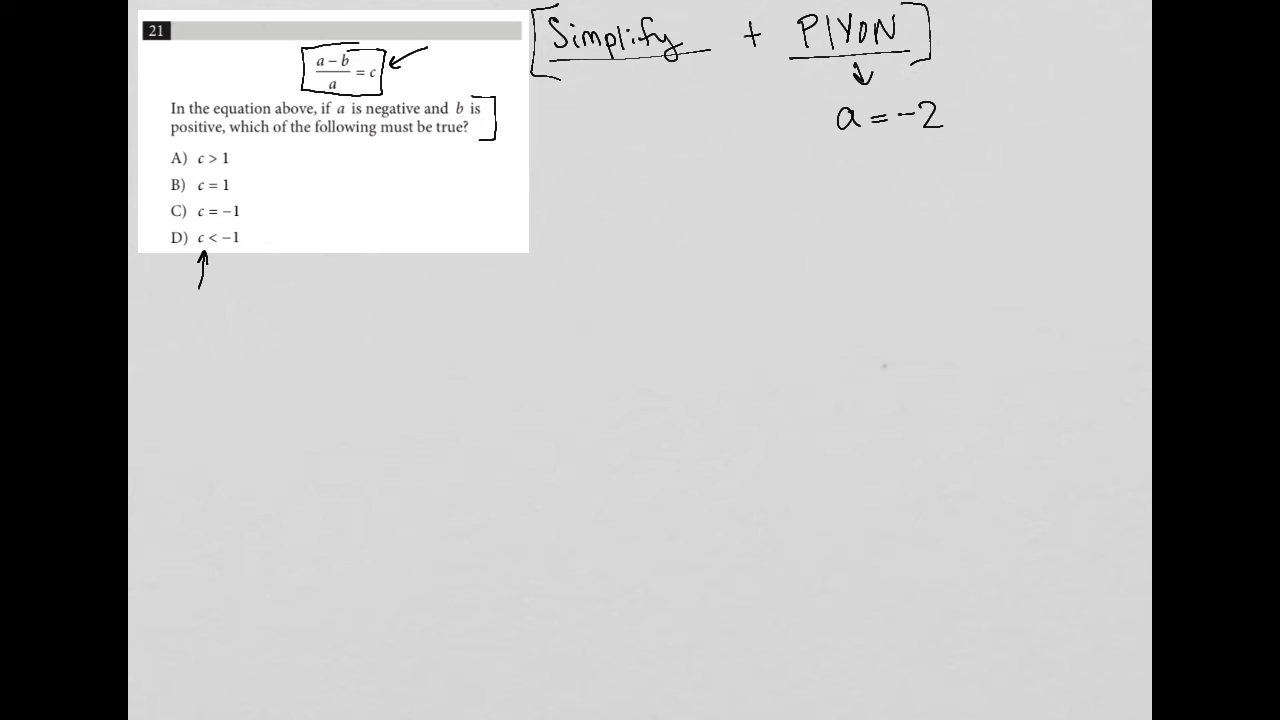 21
a – b
a
= c
In the equation above, if a is negative and b is
positive, which of the following must be true?
A) c > 1
B) c = 1
C) c = –1
D) c < –1
[Simplify + PIYON]
a = -2